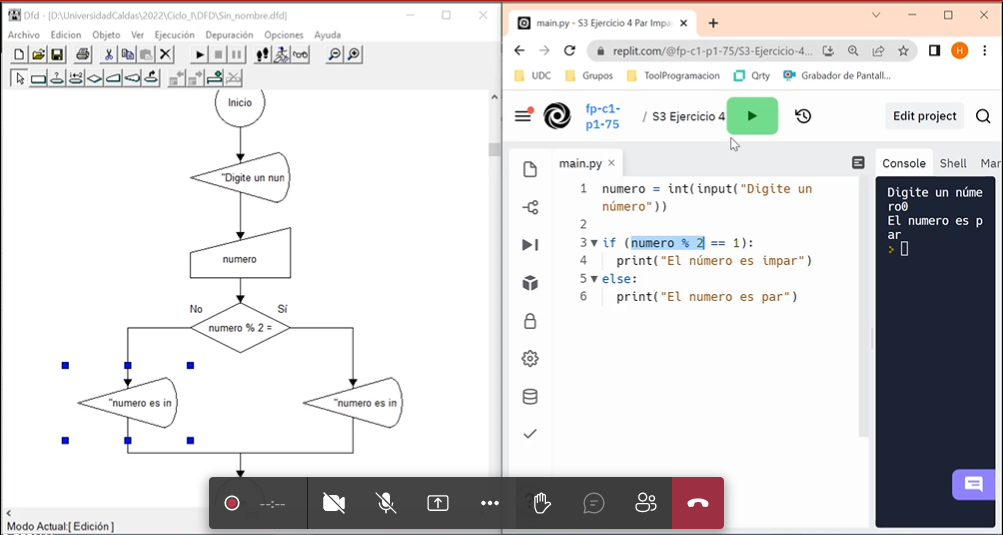 Dfd - [D:\UniversidadCaldas\2022\Ciclo_I\DFD\Sin_nombre.dfd]
Archivo Edicion Objeto Ver Ejecución Depuración Opciones Ayuda
Inicio
"Digite un nun
numero
No Sí
numero % 2 =
"numero es in "numero es in
Modo Actual:[ Edición ]
main.py - S3 Ejercicio 4 Par Impa
replit.com/@fp-c1-p1-75/S3-Ejercicio-4...
H
UDC Grupos ToolProgramacion Qrty Grabador de Pantall...
fp-c1-
p1-75
/ S3 Ejercicio 4
Edit project
main.py
Console Shell Mar
1 numero = int(input("Digite un
número"))
2
3 if (numero % 2 == 1):
4 print("El número es impar")
5 else:
6 print("El numero es par")
Digite un núme
ro0
El numero es p
ar
>
--:--